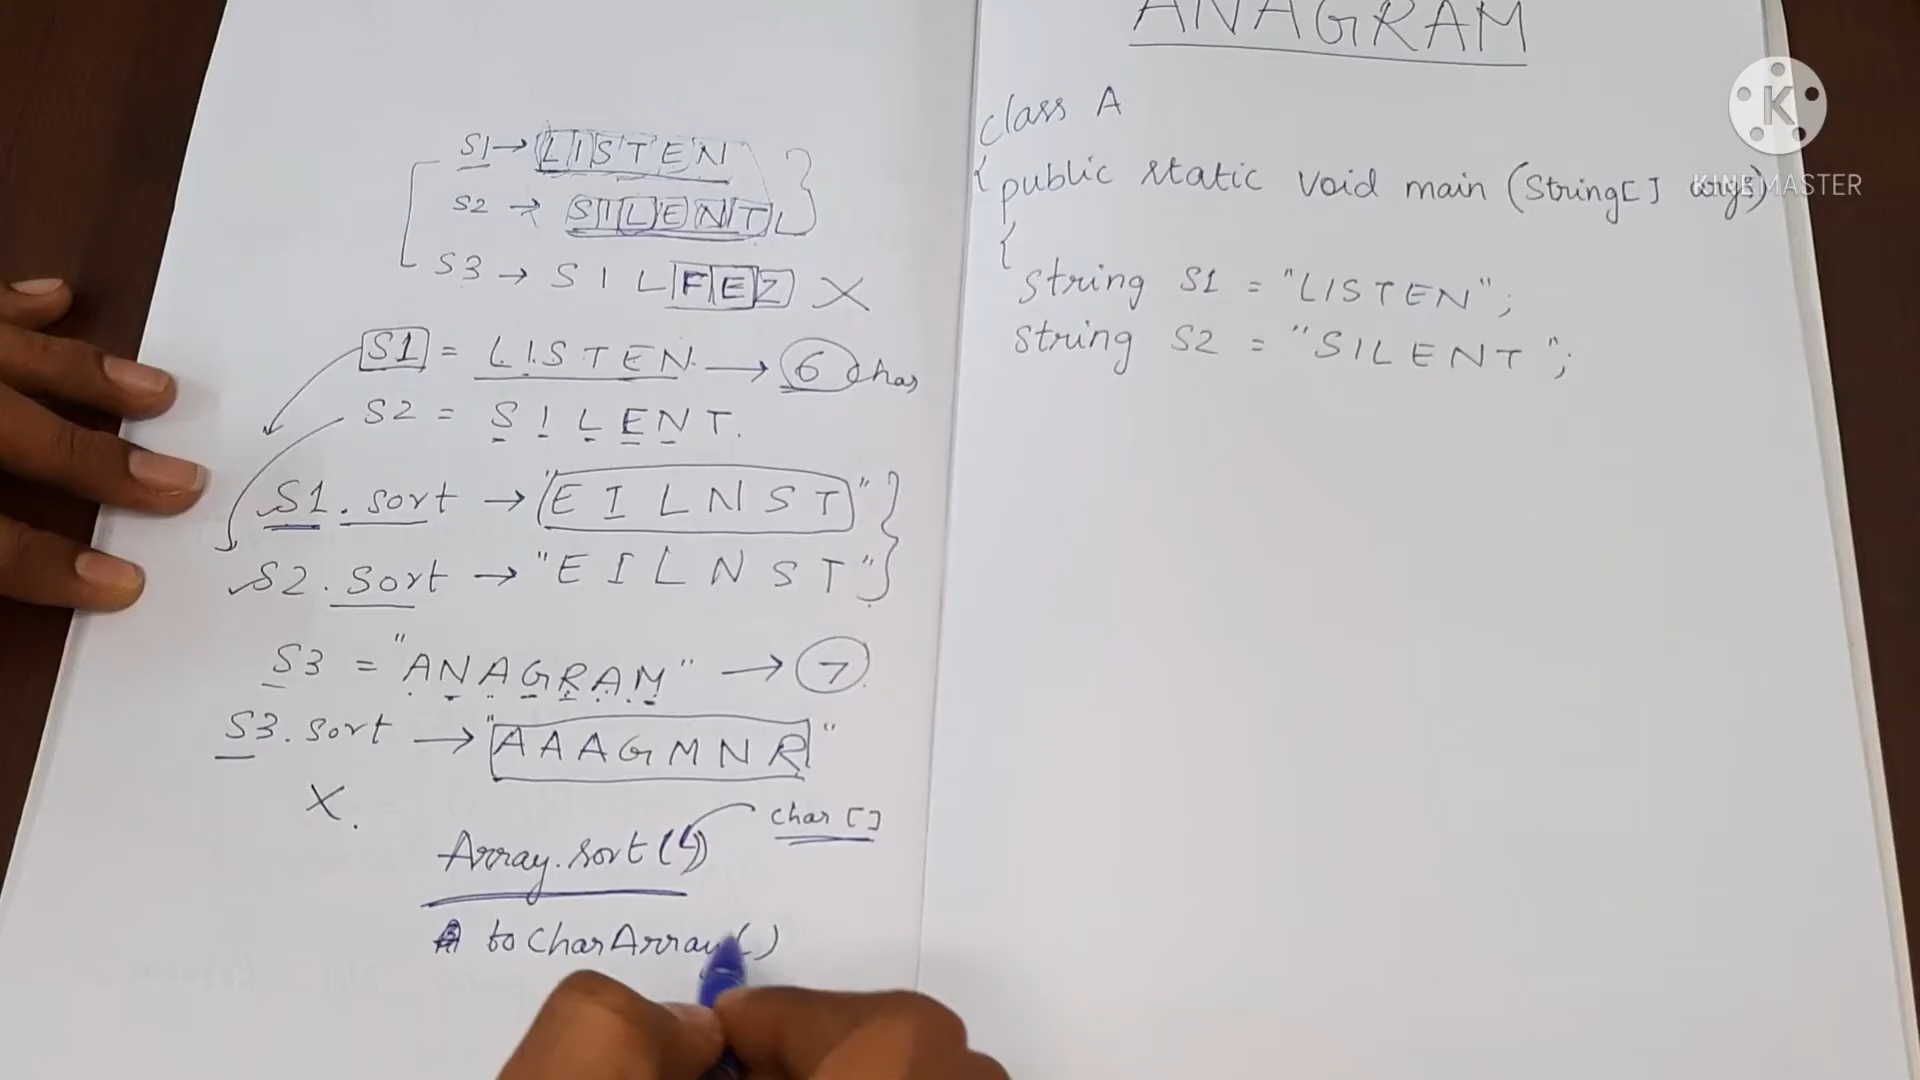 S1 → LISTEN
S2 → SILENT
S3 → SILFEZ X
S1 = LISTEN → 6 char
S2 = SILENT.
S1.sort → "EILNST"
S2.sort → "EILNST"
S3 = "ANAGRAM" → 7
S3.sort → "AAAGMNR"
X.
char []
Array.sort( )
toCharArray( )
ANAGRAM
class A
{ public static void main (String[] args)
{
string S1 = "LISTEN";
string S2 = "SILENT";
K
KINEMASTER